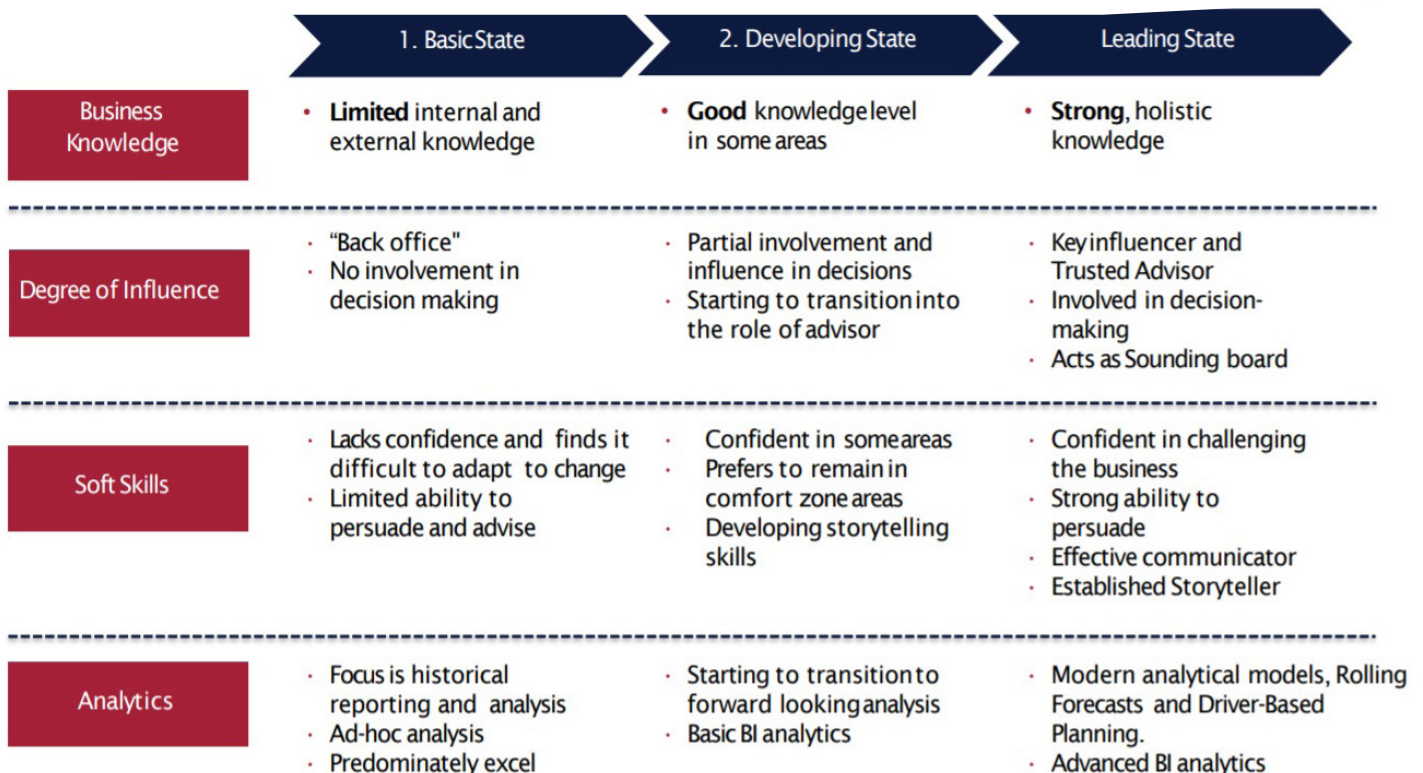 1. Basic State
2. Developing State
Leading State
Business
Knowledge
• Limited internal and
external knowledge
• Good knowledge level
in some areas
• Strong, holistic
knowledge
Degree of Influence
· “Back office"
· No involvement in
decision making
· Partial involvement and
influence in decisions
· Starting to transition into
the role of advisor
· Key influencer and
Trusted Advisor
· Involved in decision-
making
· Acts as Sounding board
Soft Skills
· Lacks confidence and finds it
difficult to adapt to change
· Limited ability to
persuade and advise
· Confident in some areas
· Prefers to remain in
comfort zone areas
· Developing storytelling
skills
· Confident in challenging
the business
· Strong ability to
persuade
· Effective communicator
· Established Storyteller
Analytics
· Focus is historical
reporting and analysis
· Ad-hoc analysis
· Predominately excel
· Starting to transition to
forward looking analysis
· Basic BI analytics
· Modern analytical models, Rolling
Forecasts and Driver-Based
Planning.
· Advanced BI analytics